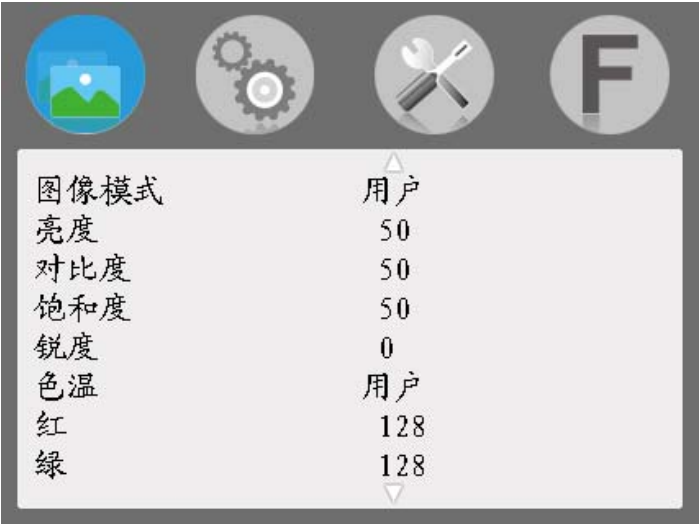 F
图像模式 用户
亮度 50
对比度 50
饱和度 50
锐度 0
色温 用户
红 128
绿 128